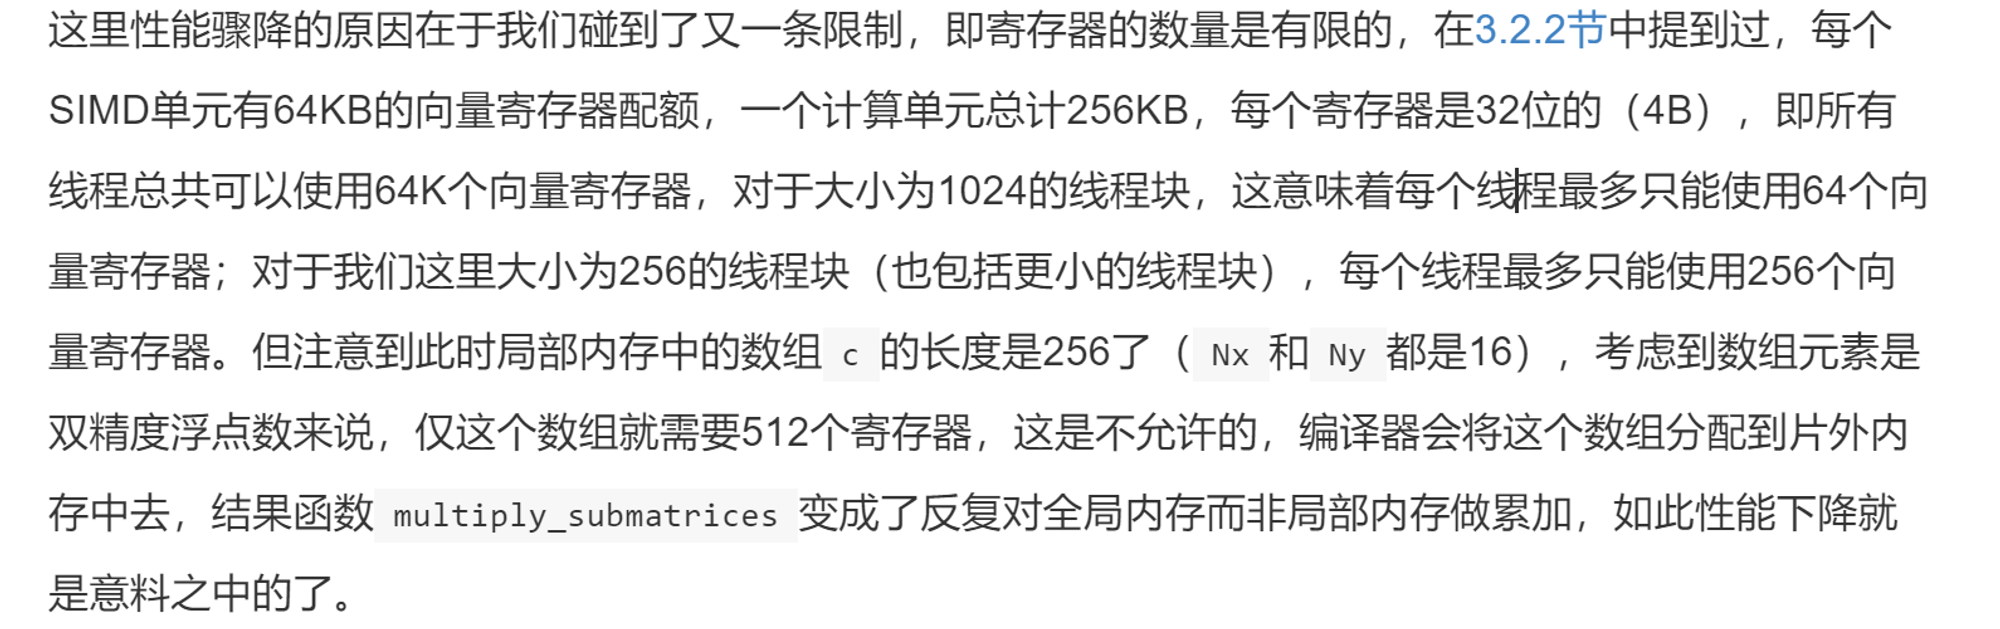 这里性能骤降的原因在于我们碰到了又一条限制，即寄存器的数量是有限的，在3.2.2节中提到过，每个
SIMD单元有64KB的向量寄存器配额，一个计算单元总计256KB，每个寄存器是32位的（4B），即所有
线程总共可以使用64K个向量寄存器，对于大小为1024的线程块，这意味着每个线程最多只能使用64个向
量寄存器；对于我们这里大小为256的线程块（也包括更小的线程块），每个线程最多只能使用256个向
量寄存器。但注意到此时局部内存中的数组 c 的长度是256了（ Nx 和 Ny 都是16），考虑到数组元素是
双精度浮点数来说，仅这个数组就需要512个寄存器，这是不允许的，编译器会将这个数组分配到片外内
存中去，结果函数 multiply_submatrices 变成了反复对全局内存而非局部内存做累加，如此性能下降就
是意料之中的了。